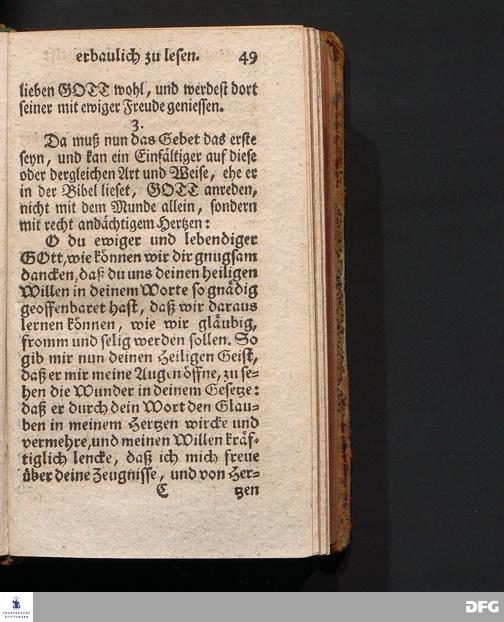 erbaulich zu lesen. 49
lieben GOTT wohl, und werdest dort
seiner mit ewiger Freude geniessen.
3.
Da muß nun das Gebet das erste
seyn, und kan ein Einfältiger auf diese
oder dergleichen Art und Weise, ehe er
in der Bibel lieset, GOTT anreden,
nicht mit dem Munde allein, sondern
mit recht andächtigem Hertzen:
O du ewiger und lebendiger
GOtt, wie können wir dir gnugsam
dancken, daß du uns deinen heiligen
Willen in deinem Worte so gnädig
geoffenbaret hast, daß wir daraus
lernen können, wie wir gläubig,
fromm und selig werden sollen. So
gib mir nun deinen Heiligen Geist,
daß er mir meine Augen öffne, zu se-
hen die Wunder in deinem Gesetze:
daß er durch dein Wort den Glau-
ben in meinem Hertzen wircke und
vermehre, und meinen Willen kräf-
tiglich lencke, daß ich mich freue
über deine Zeugnisse, und von Her-
C tzen
FRANCKESCHE
STIFTUNGEN
DFG